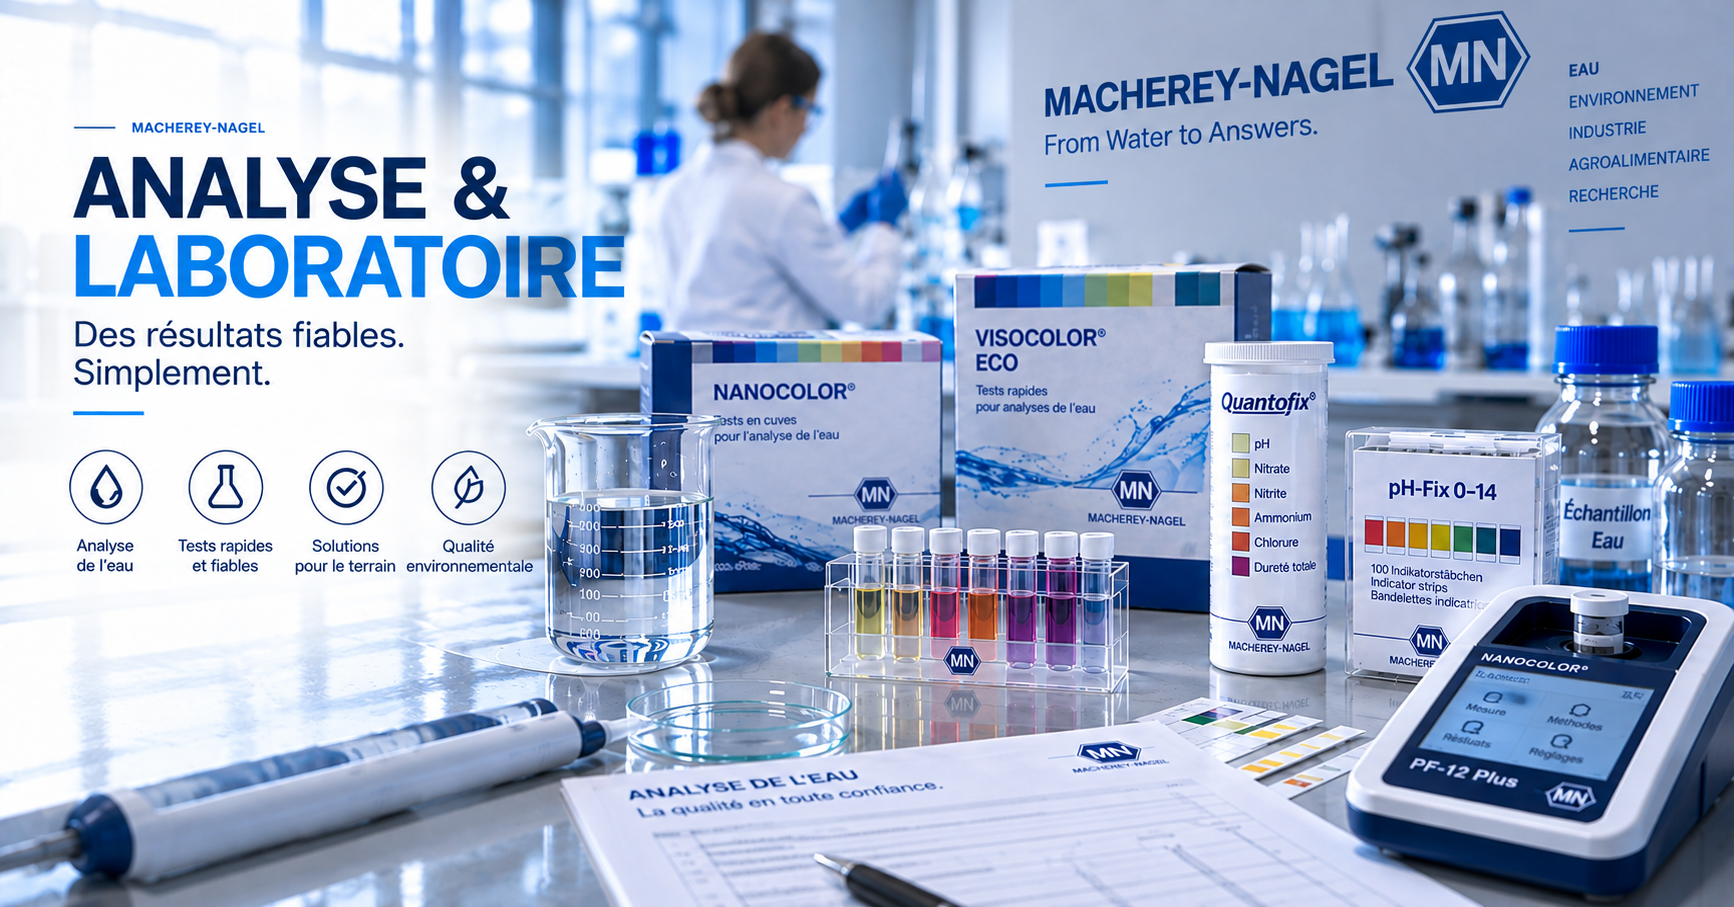 MACHEREY-NAGEL
ANALYSE &
LABORATOIRE
Des résultats fiables.
Simplement.
Analyse
de l'eau
Tests rapides
et fiables
Solutions
pour le terrain
Qualité
environnementale
MACHEREY-NAGEL
MN
From Water to Answers.
EAU
ENVIRONNEMENT
INDUSTRIE
AGROALIMENTAIRE
RECHERCHE
NANOCOLOR®
Tests en cuves
pour l'analyse de l'eau
MN
MACHEREY-NAGEL
VISOCOLOR®
ECO
Tests rapides
pour analyses de l'eau
MN
MACHEREY-NAGEL
Quantofix®
pH
Nitrate
Nitrite
Ammonium
Chlorure
Dureté totale
MN
MACHEREY-NAGEL
pH-Fix 0–14
100 Indikatorstäbchen
Indicator strips
Bandelettes
MN
Échantillon
Eau
200
900
100
MN
NANOCOLOR®
Mesure
Méthodes
Résluats
Réglages
PF-12 Plus
MN
ANALYSE DE L'EAU
La qualité en toute confiance.
MN
MACHEREY-NAGEL